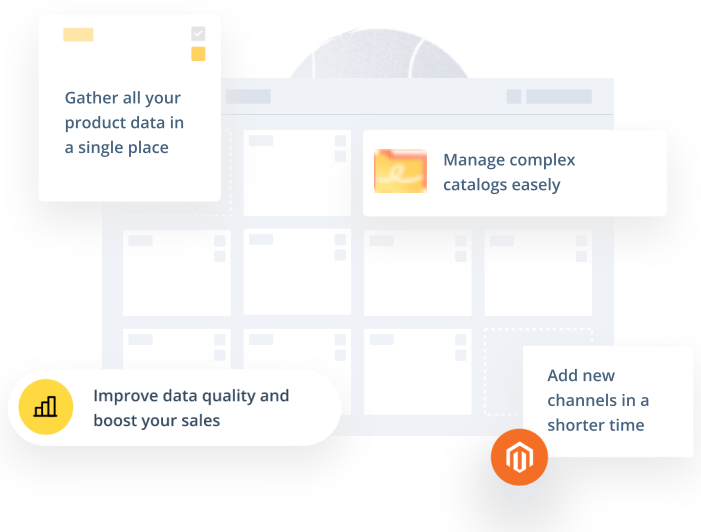 Gather all your
product data in
a single place
Manage complex
catalogs easily
Improve data quality and
boost your sales
Add new
channels in a
shorter time